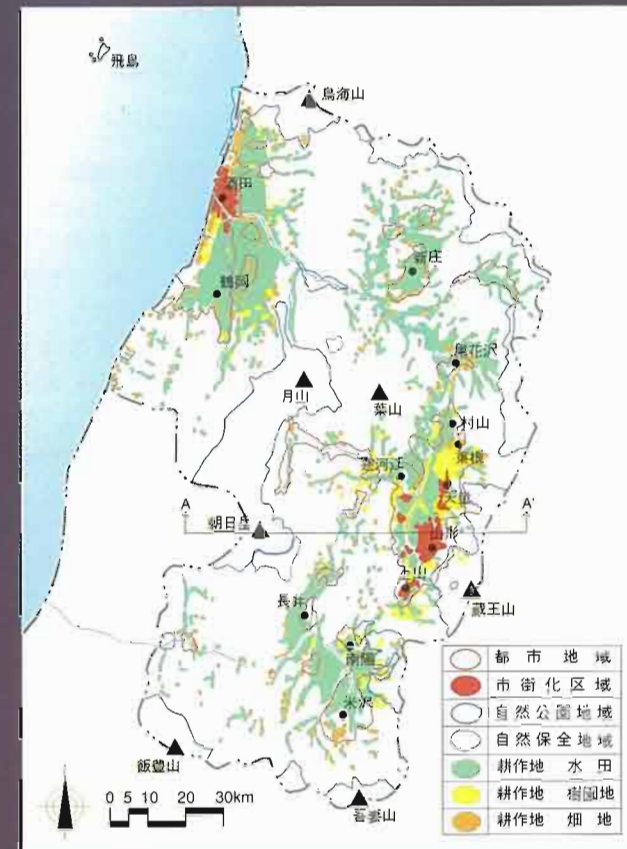 飛島
鳥海山
酒田
鶴岡
新庄
尾花沢
月山
葉山
村山
東根
寒河江
天童
A
A'
朝日岳
山形
上山
蔵王山
長井
南陽
米沢
飯豊山
吾妻山
都市地域
市街化区域
自然公園地域
自然保全地域
耕作地 水田
耕作地 樹園地
耕作地 畑地
0 5 10 20 30km